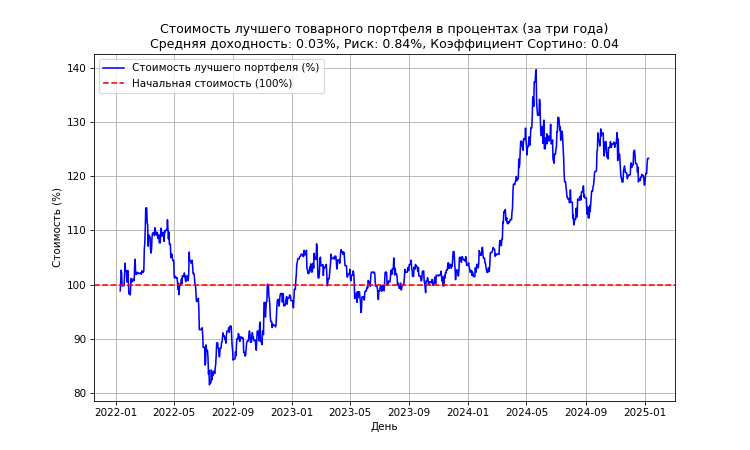 Стоимость лучшего товарного портфеля в процентах (за три года)
Средняя доходность: 0.03%, Риск: 0.84%, Коэффициент Сортино: 0.04
Стоимость лучшего портфеля (%)
Начальная стоимость (100%)
Стоимость (%)
140
130
120
110
100
90
80
2022-01 2022-05 2022-09 2023-01 2023-05 2023-09 2024-01 2024-05 2024-09 2025-01
День